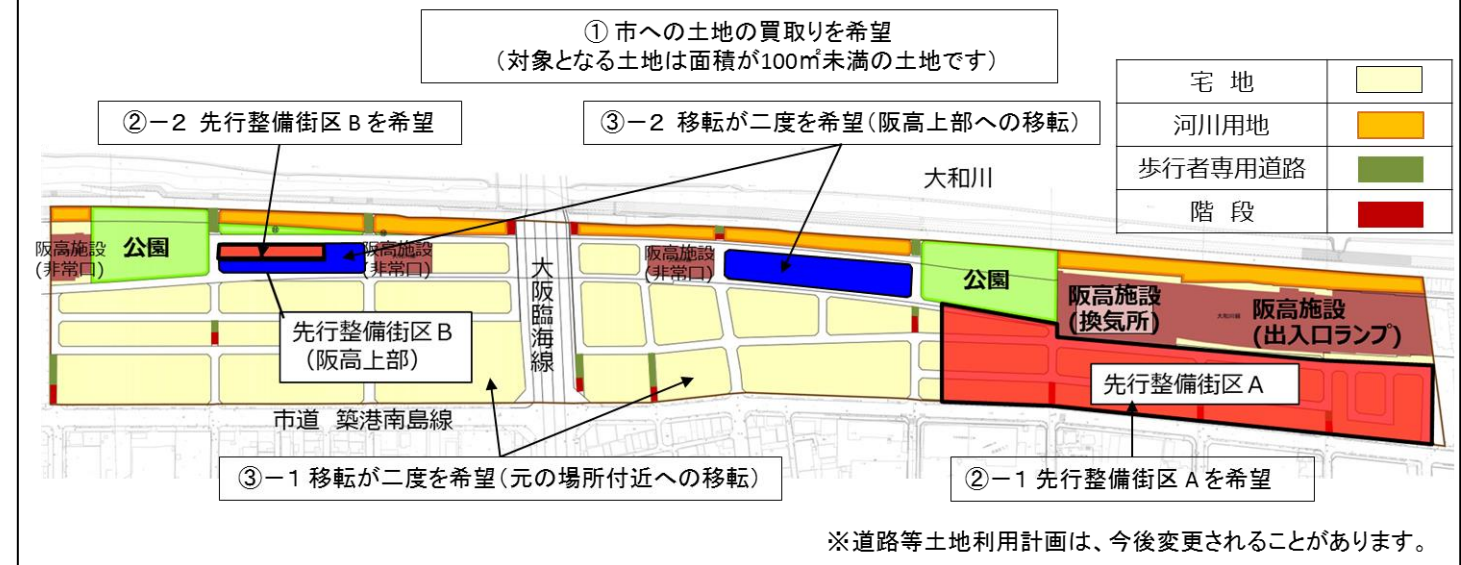 ① 市への土地の買取りを希望
（対象となる土地は面積が100㎡未満の土地です）
宅 地
河川用地
歩行者専用道路
階 段
②－２ 先行整備街区 B を希望
③－２ 移転が二度を希望（阪高上部への移転）
大和川
阪高施設
(非常口)
公園
阪高施設
(非常口)
大阪臨海線
阪高施設
(非常口)
公園
阪高施設
(換気所)
阪高施設
(出入口ランプ)
先行整備街区Ｂ
（阪高上部）
先行整備街区Ａ
市道 築港南島線
③－１ 移転が二度を希望（元の場所付近への移転）
②－１ 先行整備街区 A を希望
※道路等土地利用計画は、今後変更されることがあります。